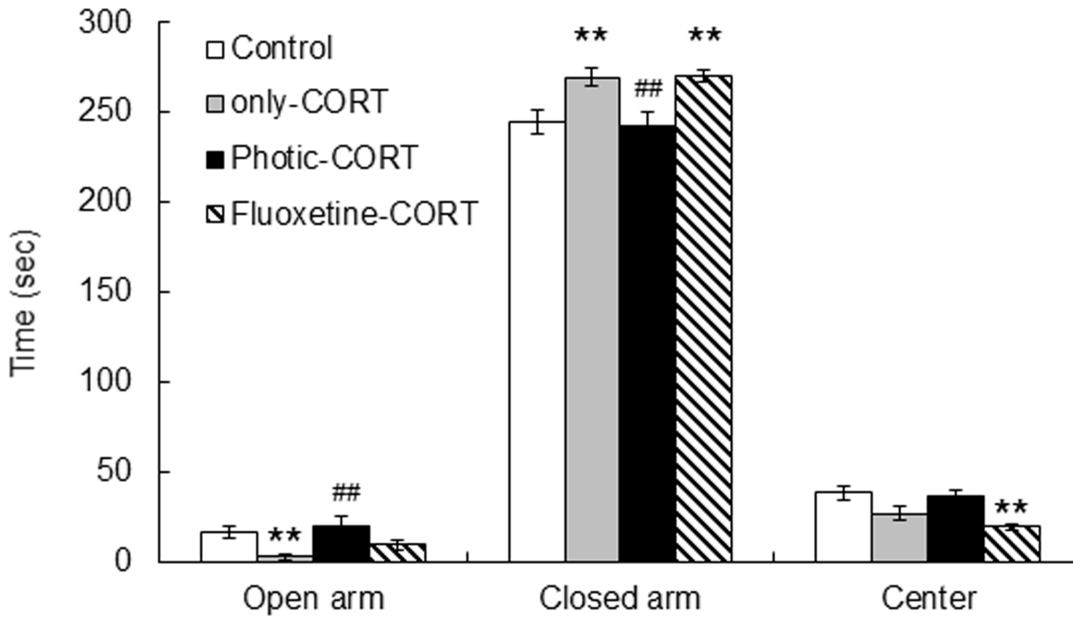 Time (sec)
300
250
200
150
100
50
0
Control
only-CORT
Photic-CORT
Fluoxetine-CORT
**
##
**
##
**
**
Open arm
Closed arm
Center